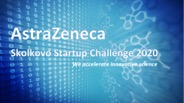 AstraZeneca
Skolkovo Startup Challenge 2020
We accelerate innovative science